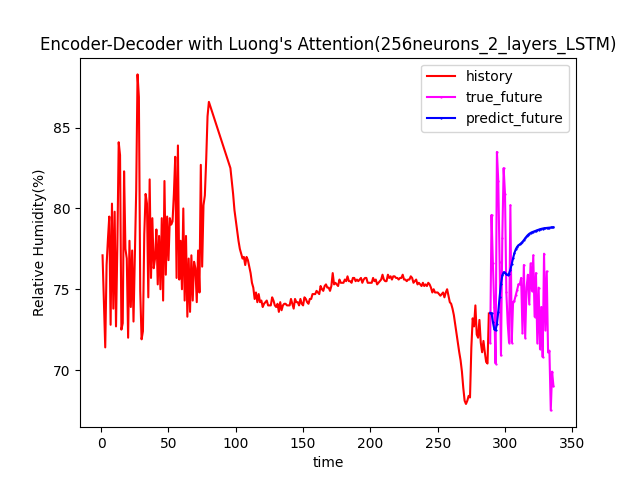 Encoder-Decoder with Luong's Attention(256neurons_2_layers_LSTM)
history
true_future
predict_future
Relative Humidity(%)
85
80
75
70
0 50 100 150 200 250 300 350
time